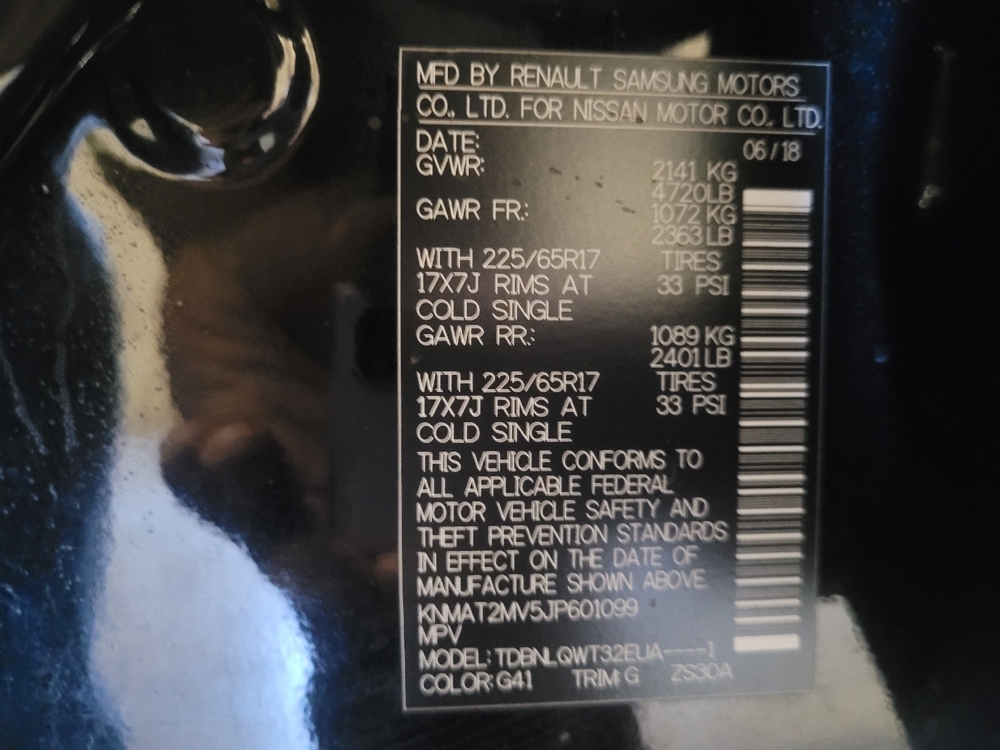 MFD BY RENAULT SAMSUNG MOTORS
CO., LTD. FOR NISSAN MOTOR CO., LTD.
DATE: 06/18
GVWR: 2141 KG
4720LB
GAWR FR.: 1072 KG
2363LB
WITH 225/65R17 TIRES
17X7J RIMS AT 33 PSI
COLD SINGLE
GAWR RR.: 1089 KG
2401LB
WITH 225/65R17 TIRES
17X7J RIMS AT 33 PSI
COLD SINGLE
THIS VEHICLE CONFORMS TO
ALL APPLICABLE FEDERAL
MOTOR VEHICLE SAFETY AND
THEFT PREVENTION STANDARDS
IN EFFECT ON THE DATE OF
MANUFACTURE SHOWN ABOVE
KNMAT2MV5JP601099
MPV
MODEL: TDBNLQWT32EUA----1
COLOR: G41 TRIM: G ZS30A